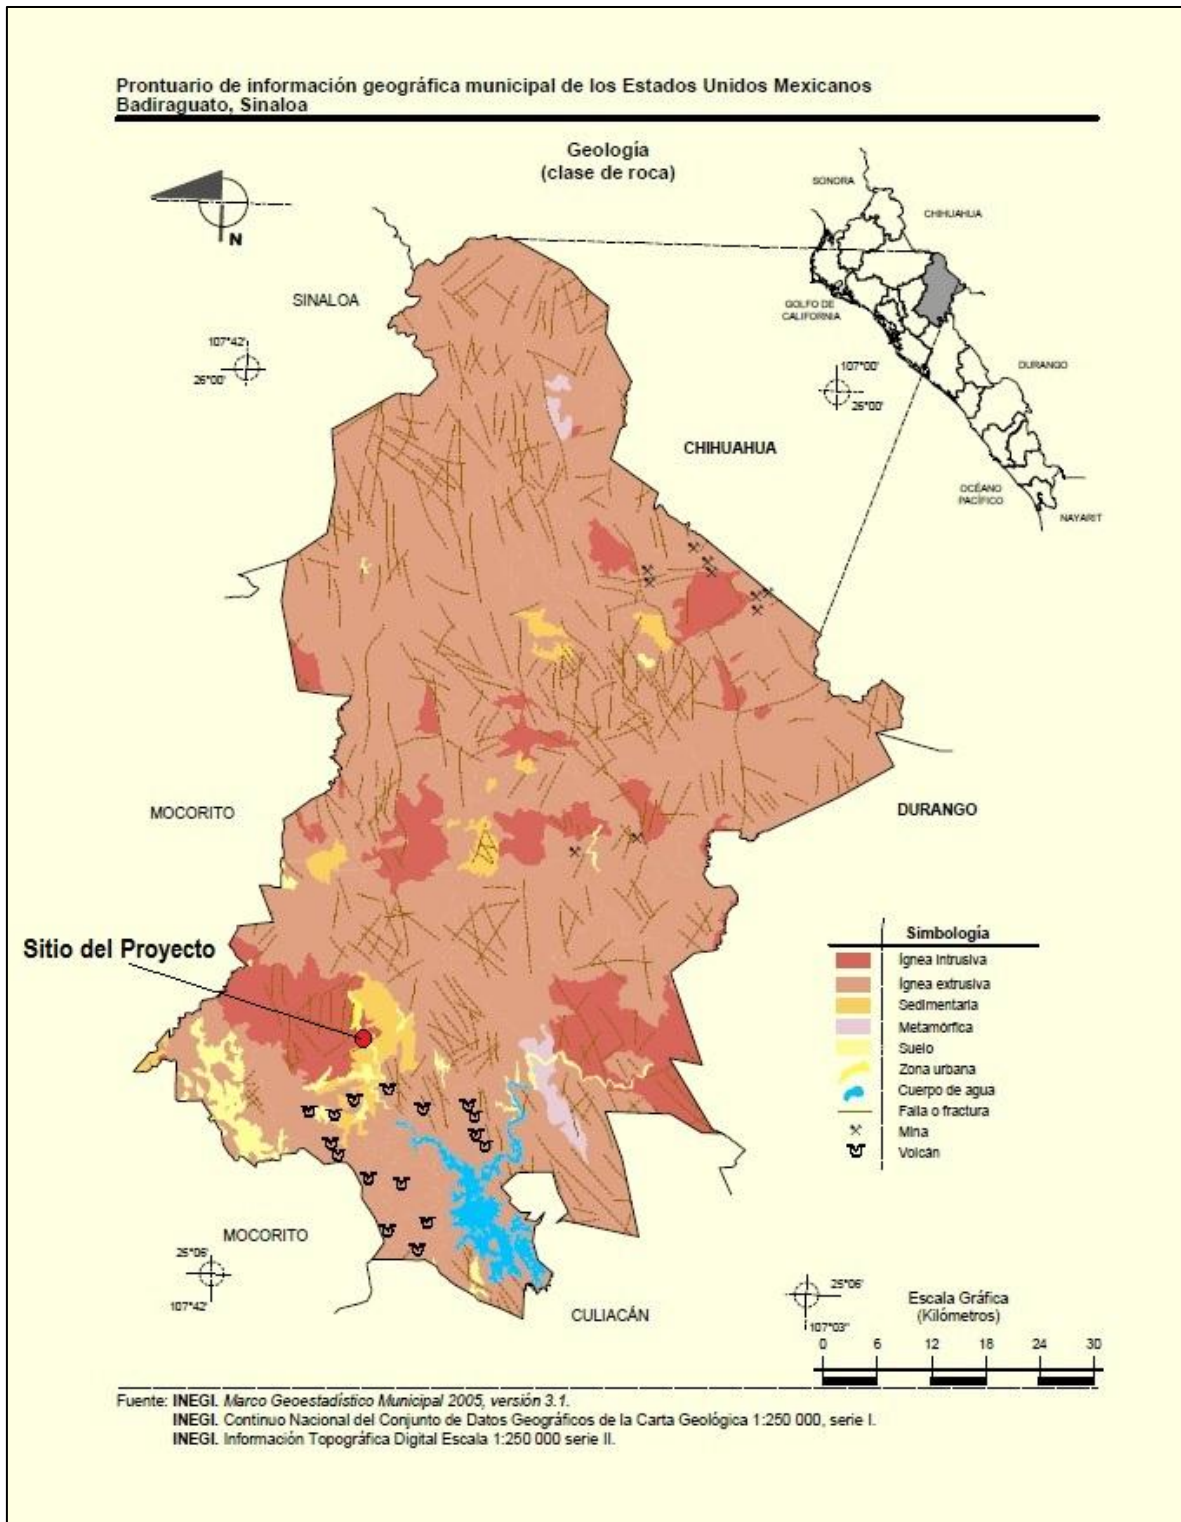 Prontuario de información geográfica municipal de los Estados Unidos Mexicanos
Badiraguato, Sinaloa
Geología
(clase de roca)
N
SONORA
CHIHUAHUA
GOLFO DE
CALIFORNIA
DURANGO
OCÉANO
PACÍFICO
NAYARIT
SINALOA
107°42'
26°00'
107°00'
26°00'
CHIHUAHUA
MOCORITO
DURANGO
Sitio del Proyecto
Simbología
Ígnea intrusiva
Ígnea extrusiva
Sedimentaria
Metamórfica
Suelo
Zona urbana
Cuerpo de agua
Falla o fractura
Mina
Volcán
MOCORITO
25°06'
107°42'
CULIACÁN
25°06'
107°03"
Escala Gráfica
(Kilómetros)
0 6 12 18 24 30
Fuente: INEGI. Marco Geoestadístico Municipal 2005, versión 3.1.
INEGI. Continuo Nacional del Conjunto de Datos Geográficos de la Carta Geológica 1:250 000, serie I.
INEGI. Información Topográfica Digital Escala 1:250 000 serie II.